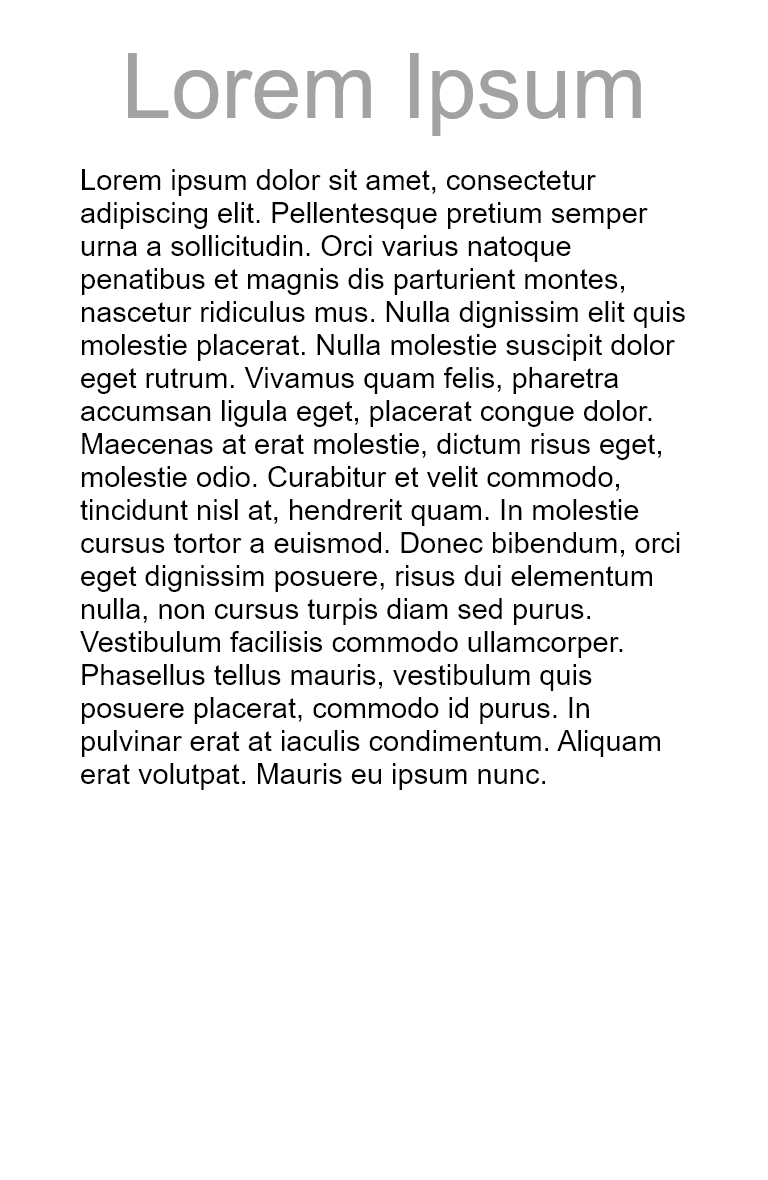 Lorem Ipsum
Lorem ipsum dolor sit amet, consectetur
adipiscing elit. Pellentesque pretium semper
urna a sollicitudin. Orci varius natoque
penatibus et magnis dis parturient montes,
nascetur ridiculus mus. Nulla dignissim elit quis
molestie placerat. Nulla molestie suscipit dolor
eget rutrum. Vivamus quam felis, pharetra
accumsan ligula eget, placerat congue dolor.
Maecenas at erat molestie, dictum risus eget,
molestie odio. Curabitur et velit commodo,
tincidunt nisl at, hendrerit quam. In molestie
cursus tortor a euismod. Donec bibendum, orci
eget dignissim posuere, risus dui elementum
nulla, non cursus turpis diam sed purus.
Vestibulum facilisis commodo ullamcorper.
Phasellus tellus mauris, vestibulum quis
posuere placerat, commodo id purus. In
pulvinar erat at iaculis condimentum. Aliquam
erat volutpat. Mauris eu ipsum nunc.